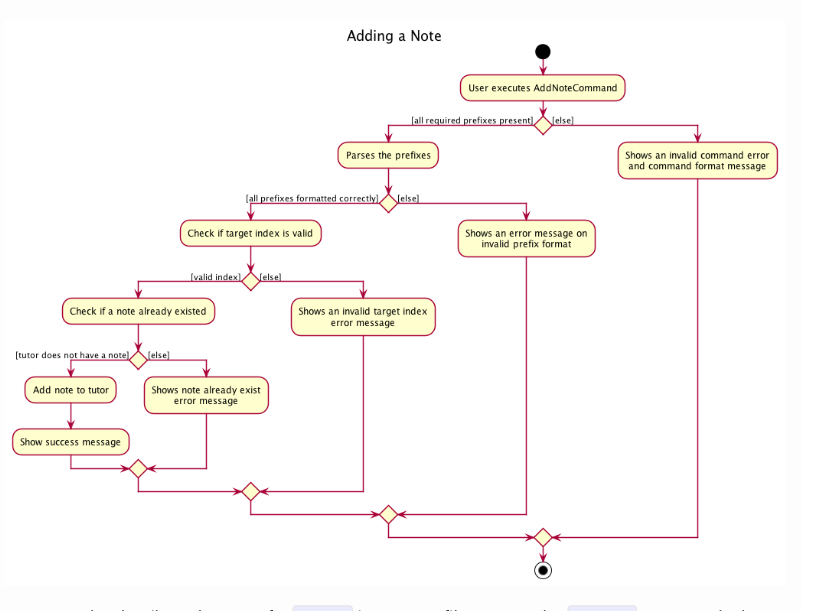 Adding a Note
User executes AddNoteCommand
[all required prefixes present]
[else]
Parses the prefixes
Shows an invalid command error
and command format message
[all prefixes formatted correctly]
[else]
Check if target index is valid
Shows an error message on
invalid prefix format
[valid index]
[else]
Check if a note already existed
Shows an invalid target index
error message
[tutor does not have a note]
[else]
Add note to tutor
Shows note already exist
error message
Show success message